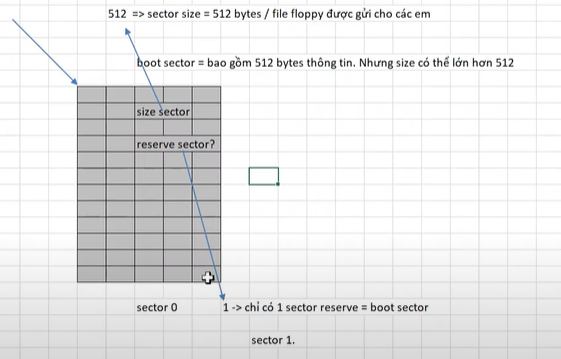 512 => sector size = 512 bytes / file floppy được gửi cho các em
boot sector = bao gồm 512 bytes thông tin. Nhưng size có thể lớn hơn 512
size sector
reserve sector?
sector 0
1 -> chỉ có 1 sector reserve = boot sector
sector 1.